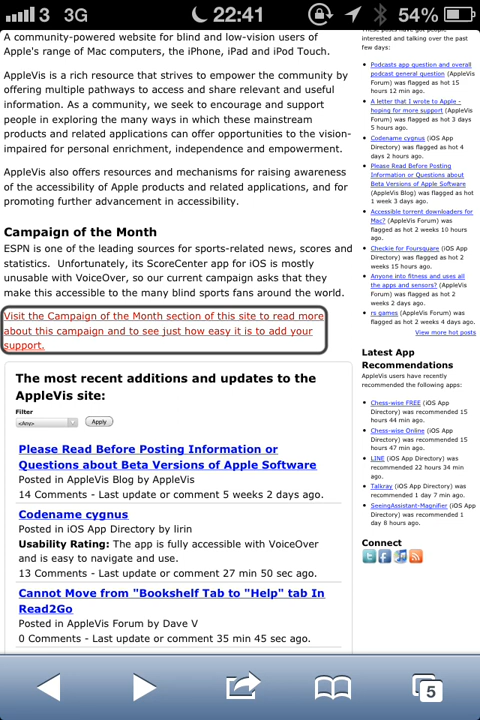 3 3G 22:41 54%
A community-powered website for blind and low-vision users of
Apple's range of Mac computers, the iPhone, iPad and iPod Touch.
AppleVis is a rich resource that strives to empower the community by
offering multiple pathways to access and share relevant and useful
information. As a community, we seek to encourage and support
people in exploring the many ways in which these mainstream
products and related applications can offer opportunities to the vision-
impaired for personal enrichment, independence and empowerment.
AppleVis also offers resources and mechanisms for raising awareness
of the accessibility of Apple products and related applications, and for
promoting further advancement in accessibility.
Campaign of the Month
ESPN is one of the leading sources for sports-related news, scores and
statistics. Unfortunately, its ScoreCenter app for iOS is mostly
unusable with VoiceOver, so our current campaign asks that they
make this accessible to the many blind sports fans around the world.
Visit the Campaign of the Month section of this site to read more
about this campaign and to see just how easy it is to add your
support.
The most recent additions and updates to the
AppleVis site:
Filter
<Any> Apply
Please Read Before Posting Information or
Questions about Beta Versions of Apple Software
Posted in AppleVis Blog by AppleVis
14 Comments - Last update or comment 5 weeks 2 days ago.
Codename cygnus
Posted in iOS App Directory by lirin
Usability Rating: The app is fully accessible with VoiceOver
and is easy to navigate and use.
13 Comments - Last update or comment 27 min 50 sec ago.
Cannot Move from "Bookshelf Tab to "Help" tab In
Read2Go
Posted in AppleVis Forum by Dave V
0 Comments - Last update or comment 35 min 45 sec ago.
These posts have got people
interested and talking over the past
few days:
Podcasts app question and overall
podcast general question (AppleVis
Forum) was flagged as hot 15
hours 12 min ago.
A letter that I wrote to Apple -
hoping for more support (AppleVis
Forum) was flagged as hot 3 days
5 hours ago.
Codename cygnus (iOS App
Directory) was flagged as hot 4
days 2 hours ago.
Please Read Before Posting
Information or Questions about
Beta Versions of Apple Software
(AppleVis Blog) was flagged as hot
1 week 3 days ago.
Accessible torrent downloaders for
Mac? (AppleVis Forum) was
flagged as hot 2 weeks 10 hours
ago.
Checkie for Foursquare (iOS App
Directory) was flagged as hot 2
weeks 15 hours ago.
Anyone into fitness and uses all
the apps and sensors? (AppleVis
Forum) was flagged as hot 2
weeks 2 days ago.
rs games (AppleVis Forum) was
flagged as hot 2 weeks 4 days ago.
View more hot posts
Latest App
Recommendations
AppleVis users have recently
recommended the following apps:
Chess-wise FREE (iOS App
Directory) was recommended 15
hours 44 min ago.
Chess-wise Online (iOS App
Directory) was recommended 15
hours 47 min ago.
LINE (iOS App Directory) was
recommended 22 hours 34 min
ago.
Talkray (iOS App Directory) was
recommended 1 day 7 min ago.
SeeingAssistant-Magnifier (iOS App
Directory) was recommended 1
day 8 hours ago.
Connect
5